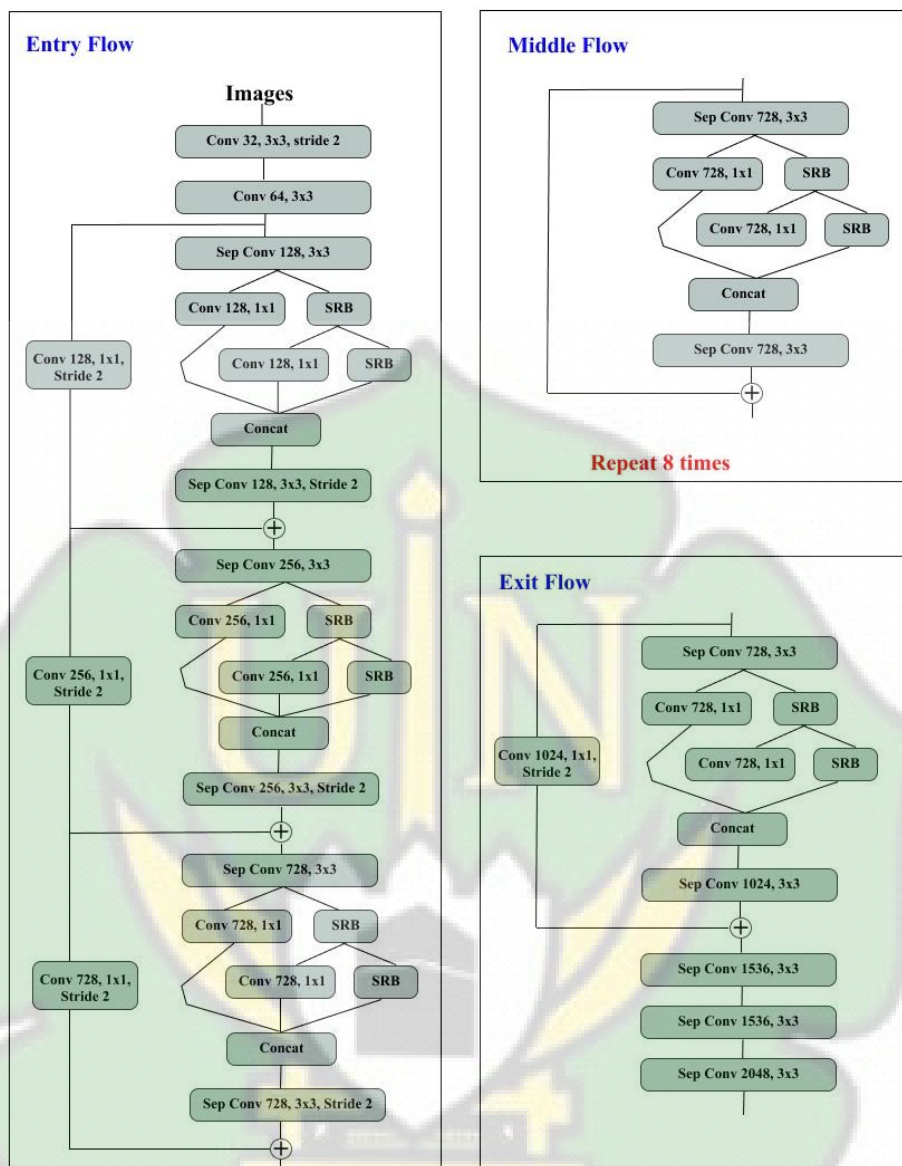 Entry Flow
Images
Conv 32, 3x3, stride 2
Conv 64, 3x3
Sep Conv 128, 3x3
Conv 128, 1x1
SRB
Conv 128, 1x1,
Stride 2
Conv 128, 1x1
SRB
Concat
Sep Conv 128, 3x3, Stride 2
+
Sep Conv 256, 3x3
Conv 256, 1x1
SRB
Conv 256, 1x1,
Stride 2
Conv 256, 1x1
SRB
Concat
Sep Conv 256, 3x3, Stride 2
+
Sep Conv 728, 3x3
Conv 728, 1x1
SRB
Conv 728, 1x1,
Stride 2
Conv 728, 1x1
SRB
Concat
Sep Conv 728, 3x3, Stride 2
+
Middle Flow
Sep Conv 728, 3x3
Conv 728, 1x1
SRB
Conv 728, 1x1
SRB
Concat
Sep Conv 728, 3x3
+
Repeat 8 times
Exit Flow
Sep Conv 728, 3x3
Conv 728, 1x1
SRB
Conv 1024, 1x1,
Stride 2
Conv 728, 1x1
SRB
Concat
Sep Conv 1024, 3x3
+
Sep Conv 1536, 3x3
Sep Conv 1536, 3x3
Sep Conv 2048, 3x3
UIN